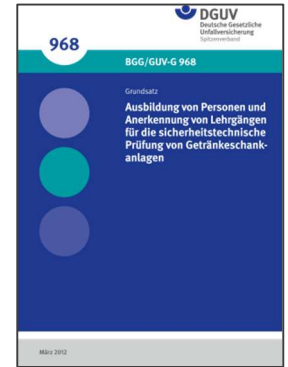 DGUV
Deutsche Gesetzliche
Unfallversicherung
Spitzenverband
968
BGG/GUV-G 968
Grundsatz
Ausbildung von Personen und
Anerkennung von Lehrgängen
für die sicherheitstechnische
Prüfung von Getränkeschank-
anlagen
März 2012